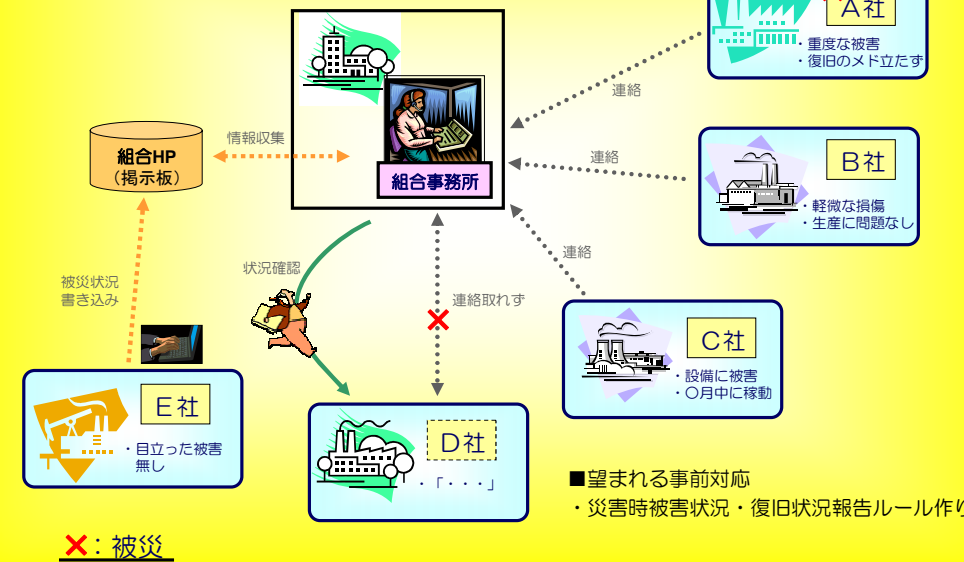 A社
・重度な被害
・復旧のメド立たず
連絡
情報収集
組合HP
（掲示板）
組合事務所
連絡
B社
・軽微な損傷
・生産に問題なし
状況確認
連絡
被災状況
書き込み
連絡取れず
C社
・設備に被害
・〇月中に稼動
E社
・目立った被害
無し
D社
・「・・・」
■望まれる事前対応
・災害時被害状況・復旧状況報告ルール作り
×：被災